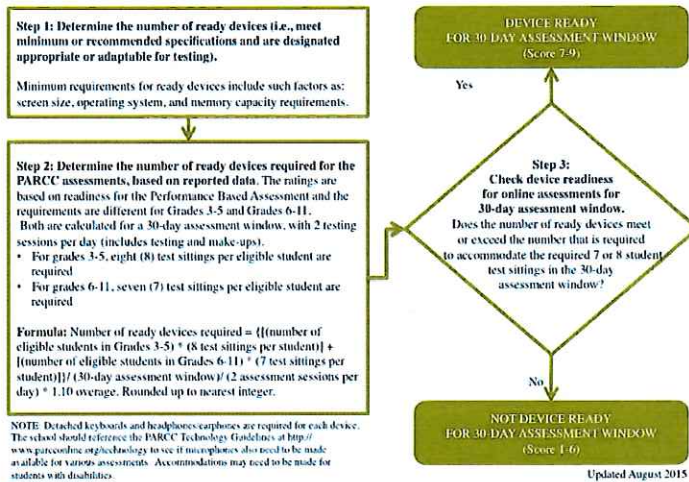 Step 1: Determine the number of ready devices (i.e., meet
minimum or recommended specifications and are designated
appropriate or adaptable for testing).
Minimum requirements for ready devices include such factors as:
screen size, operating system, and memory capacity requirements.
Step 2: Determine the number of ready devices required for the
PARCC assessments, based on reported data. The ratings are
based on readiness for the Performance Based Assessment and the
requirements are different for Grades 3-5 and Grades 6-11.
Both are calculated for a 30-day assessment window, with 2 testing
sessions per day (includes testing and make-ups).
• For grades 3-5, eight (8) test sittings per eligible student are
required
• For grades 6-11, seven (7) test sittings per eligible student are
required
Formula: Number of ready devices required = {[(number of
eligible students in Grades 3-5) * (8 test sittings per student)] +
[(number of eligible students in Grades 6-11) * (7 test sittings per
student)]}/ (30-day assessment window)/ (2 assessment sessions per
day) * 1.10 overage. Rounded up to nearest integer.
NOTE: Detached keyboards and headphones/earphones are required for each device.
The school should reference the PARCC Technology Guidelines at http://
www.parcconline.org/technology to see if microphones also need to be made
available for various assessments. Accommodations may need to be made for
students with disabilities.
DEVICE READY
FOR 30-DAY ASSESSMENT WINDOW
(Score 7-9)
Yes
Step 3:
Check device readiness
for online assessments for
30-day assessment window.
Does the number of ready devices meet
or exceed the number that is required
to accommodate the required 7 or 8 student
test sittings in the 30-day
assessment window?
No
NOT DEVICE READY
FOR 30-DAY ASSESSMENT WINDOW
(Score 1-6)
Updated August 2015